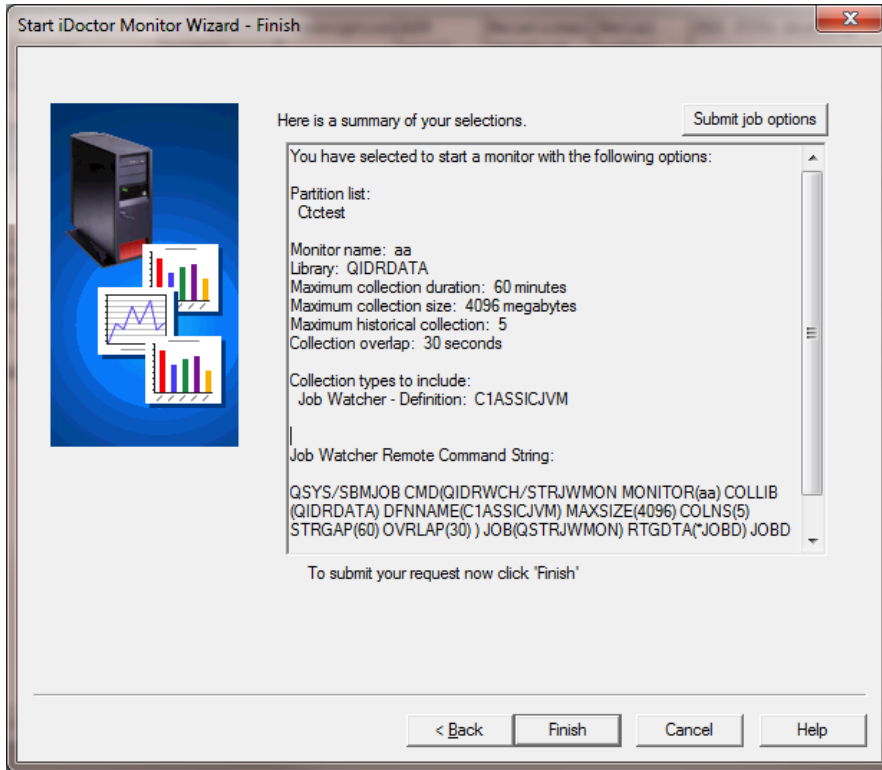 Start iDoctor Monitor Wizard - Finish
Here is a summary of your selections.
Submit job options
You have selected to start a monitor with the following options:
Partition list:
Ctctest
Monitor name: aa
Library: QIDRDATA
Maximum collection duration: 60 minutes
Maximum collection size: 4096 megabytes
Maximum historical collection: 5
Collection overlap: 30 seconds
Collection types to include:
Job Watcher - Definition: C1ASSICJVM
Job Watcher Remote Command String:
QSYS/SBMJOB CMD(QIDRWCH/STRJWMON MONITOR(aa) COLLIB
(QIDRDATA) DFNNAME(C1ASSICJVM) MAXSIZE(4096) COLNS(5)
STRGAP(60) OVRLAP(30) ) JOB(QSTRJWMON) RTGDTA(*JOBD) JOBD
To submit your request now click 'Finish'
< Back
Finish
Cancel
Help